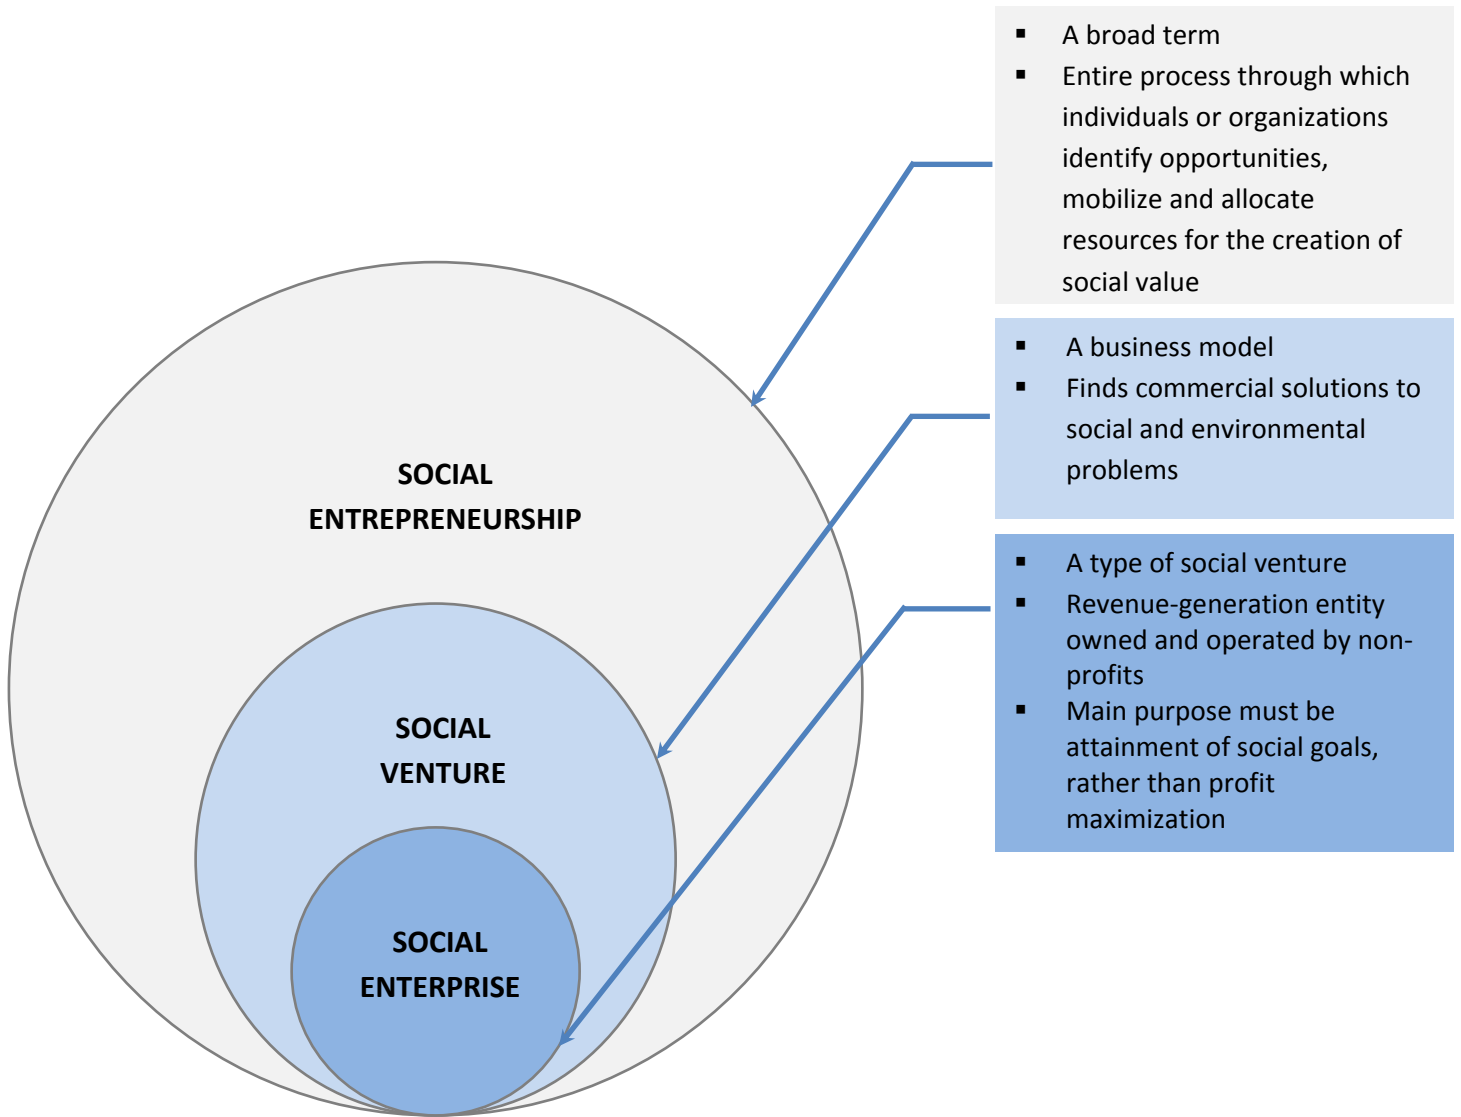 ▪ A broad term
▪ Entire process through which
individuals or organizations
identify opportunities,
mobilize and allocate
resources for the creation of
social value
▪ A business model
▪ Finds commercial solutions to
social and environmental
problems
▪ A type of social venture
▪ Revenue-generation entity
owned and operated by non-
profits
▪ Main purpose must be
attainment of social goals,
rather than profit
maximization
SOCIAL
ENTREPRENEURSHIP
SOCIAL
VENTURE
SOCIAL
ENTERPRISE